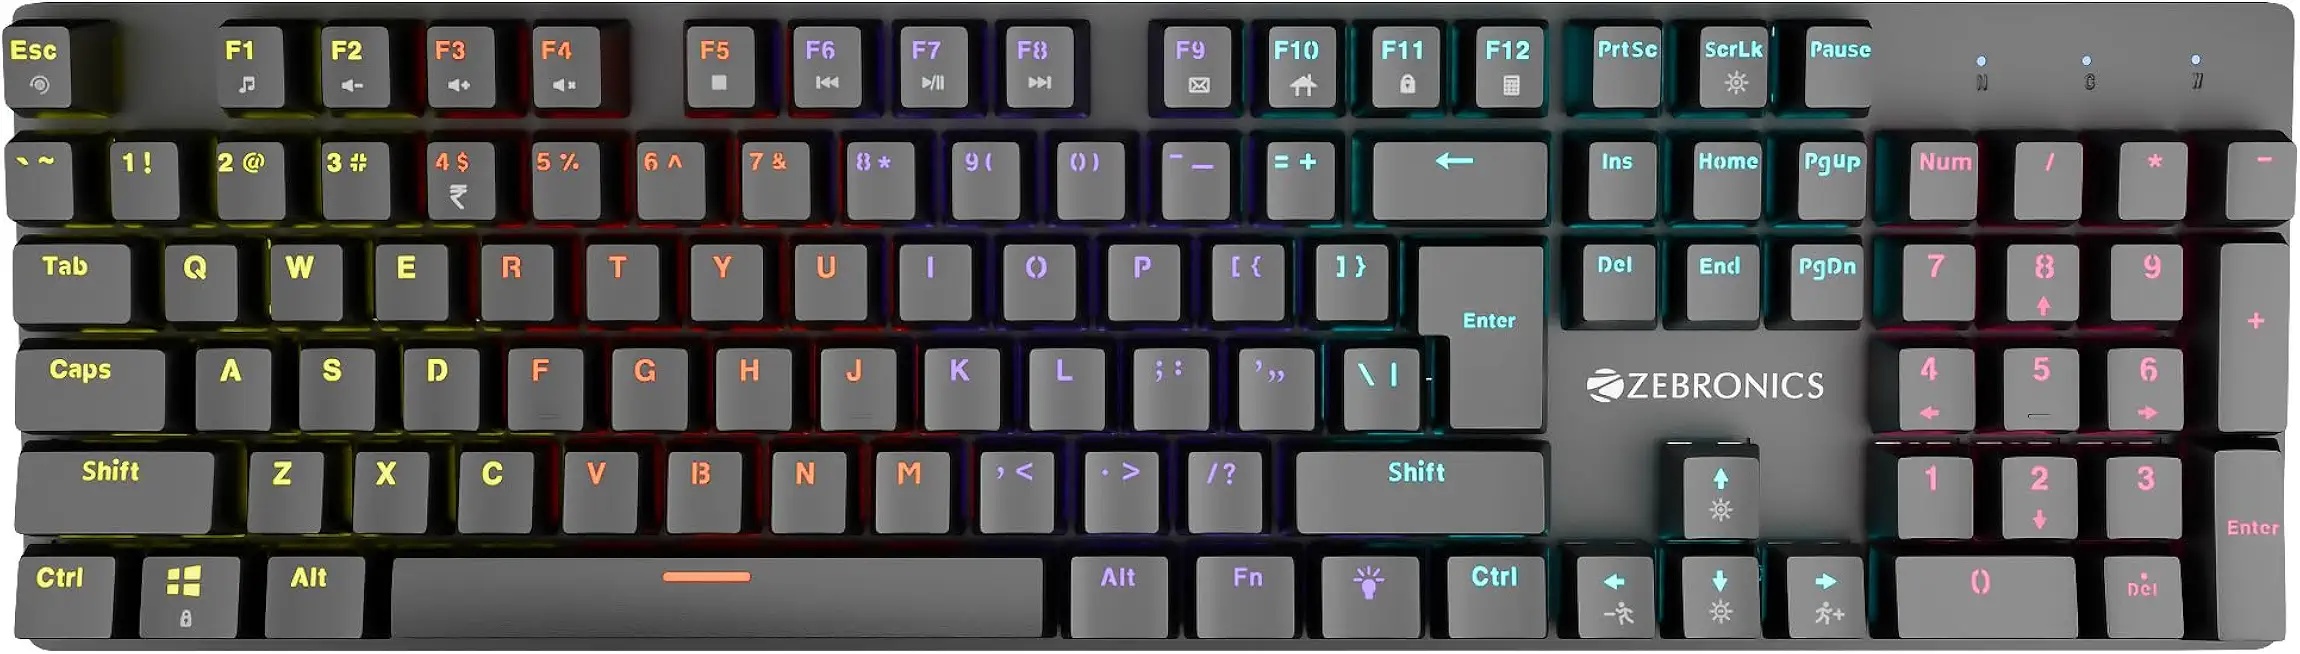 Esc F1 F2 F3 F4 F5 F6 F7 F8 F9 F10 F11 F12 PrtSc ScrLk Pause
` ~ 1 ! 2 @ 3 # 4 $ 5 % 6 ^ 7 & 8 * 9 ( 0 ) - _ = + ← Ins Home PgUp Num / * -
₹
Tab Q W E R T Y U I O P [ { ] } Enter Del End PgDn 7 8 9 +
↑
Caps A S D F G H J K L ; : ' ,, \ | ZEBRONICS 4 5 6
← →
Shift Z X C V B N M , < . > / ? Shift ↑ 1 2 3 Enter
↓
Ctrl Alt Alt Fn Ctrl ← ↓ → 0 . Del